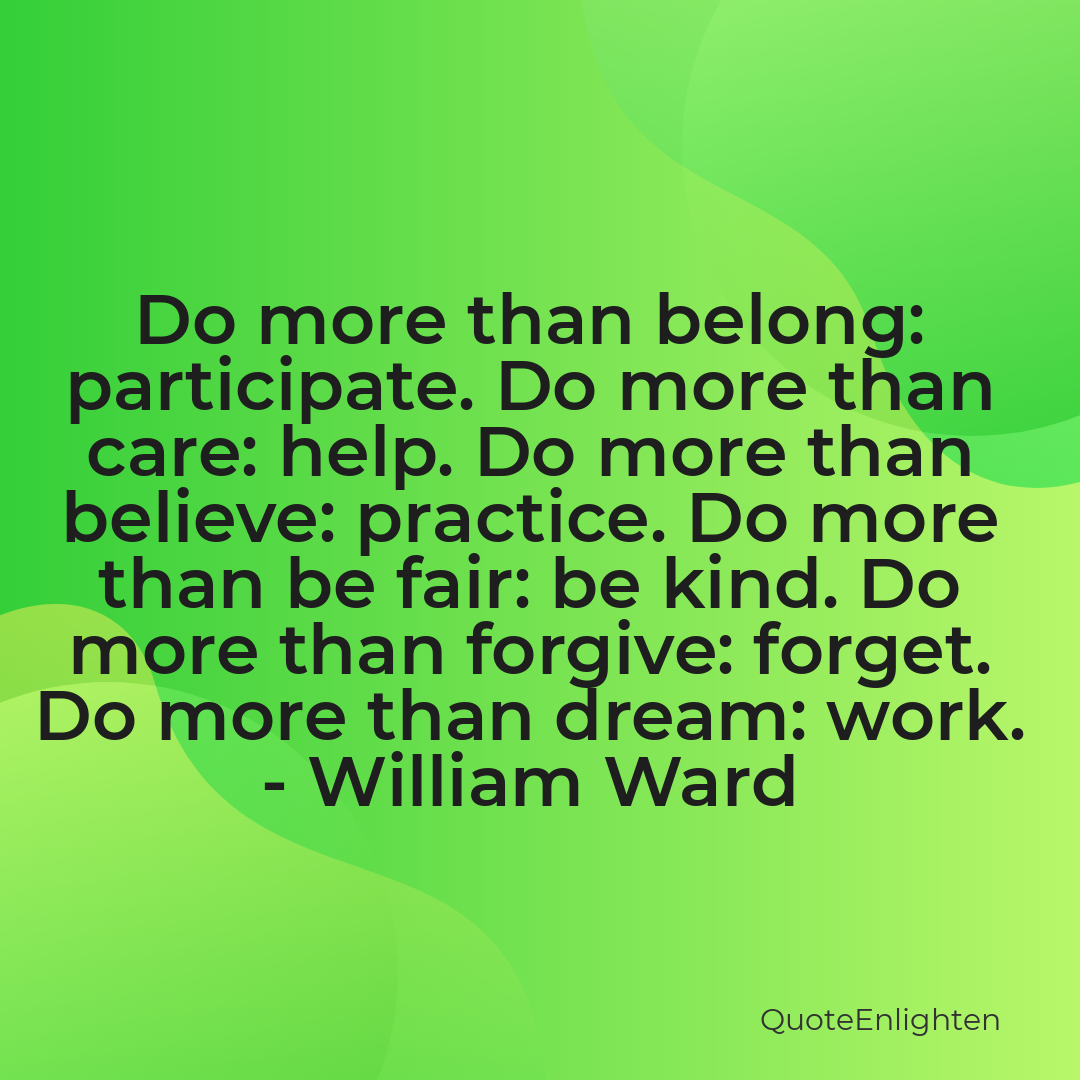 Do more than belong:
participate. Do more than
care: help. Do more than
believe: practice. Do more
than be fair: be kind. Do
more than forgive: forget.
Do more than dream: work.
- William Ward
QuoteEnlighten